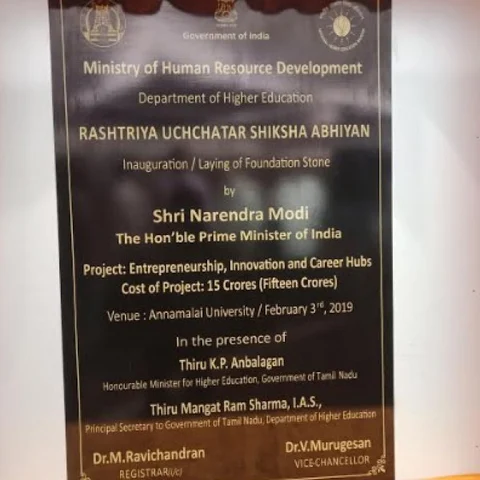 Government of India
Ministry of Human Resource Development
Department of Higher Education
RASHTRIYA UCHCHATAR SHIKSHA ABHIYAN
Inauguration / Laying of Foundation Stone
by
Shri Narendra Modi
The Hon'ble Prime Minister of India
Project: Entrepreneurship, Innovation and Career Hubs
Cost of Project: 15 Crores (Fifteen Crores)
Venue : Annamalai University / February 3rd, 2019
In the presence of
Thiru K.P. Anbalagan
Honourable Minister for Higher Education, Government of Tamil Nadu
Thiru Mangat Ram Sharma, I.A.S.,
Principal Secretary to Government of Tamil Nadu, Department of Higher Education
Dr.M.Ravichandran
REGISTRAR(i/c)
Dr.V.Murugesan
VICE-CHANCELLOR